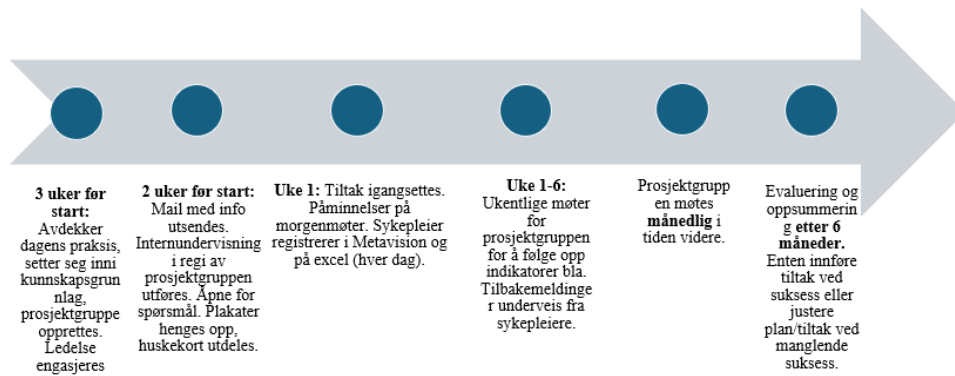 3 uker før
start:
Avdekker
dagens praksis,
setter seg inni
kunnskapsgrun
nlag,
prosjektgruppe
opprettes.
Ledelse
engasjeres
2 uker før start:
Mail med info
utsendes.
Internundervisning
i regi av
prosjektgruppen
utføres. Åpne for
spørsmål. Plakater
henges opp,
huskekort utdeles.
Uke 1: Tiltak igangsettes.
Påminnelser på
morgenmøter. Sykepleier
registrerer i Metavision og
på excel (hver dag).
Uke 1-6:
Ukentlige møter
for
prosjektgruppen
for å følge opp
indikatorer bla.
Tilbakemeldinge
r underveis fra
sykepleiere.
Prosjektgrupp
en møtes
månedlig i
tiden videre.
Evaluering og
oppsummerin
g etter 6
måneder.
Enten innføre
tiltak ved
suksess eller
justere
plan/tiltak ved
manglende
suksess.